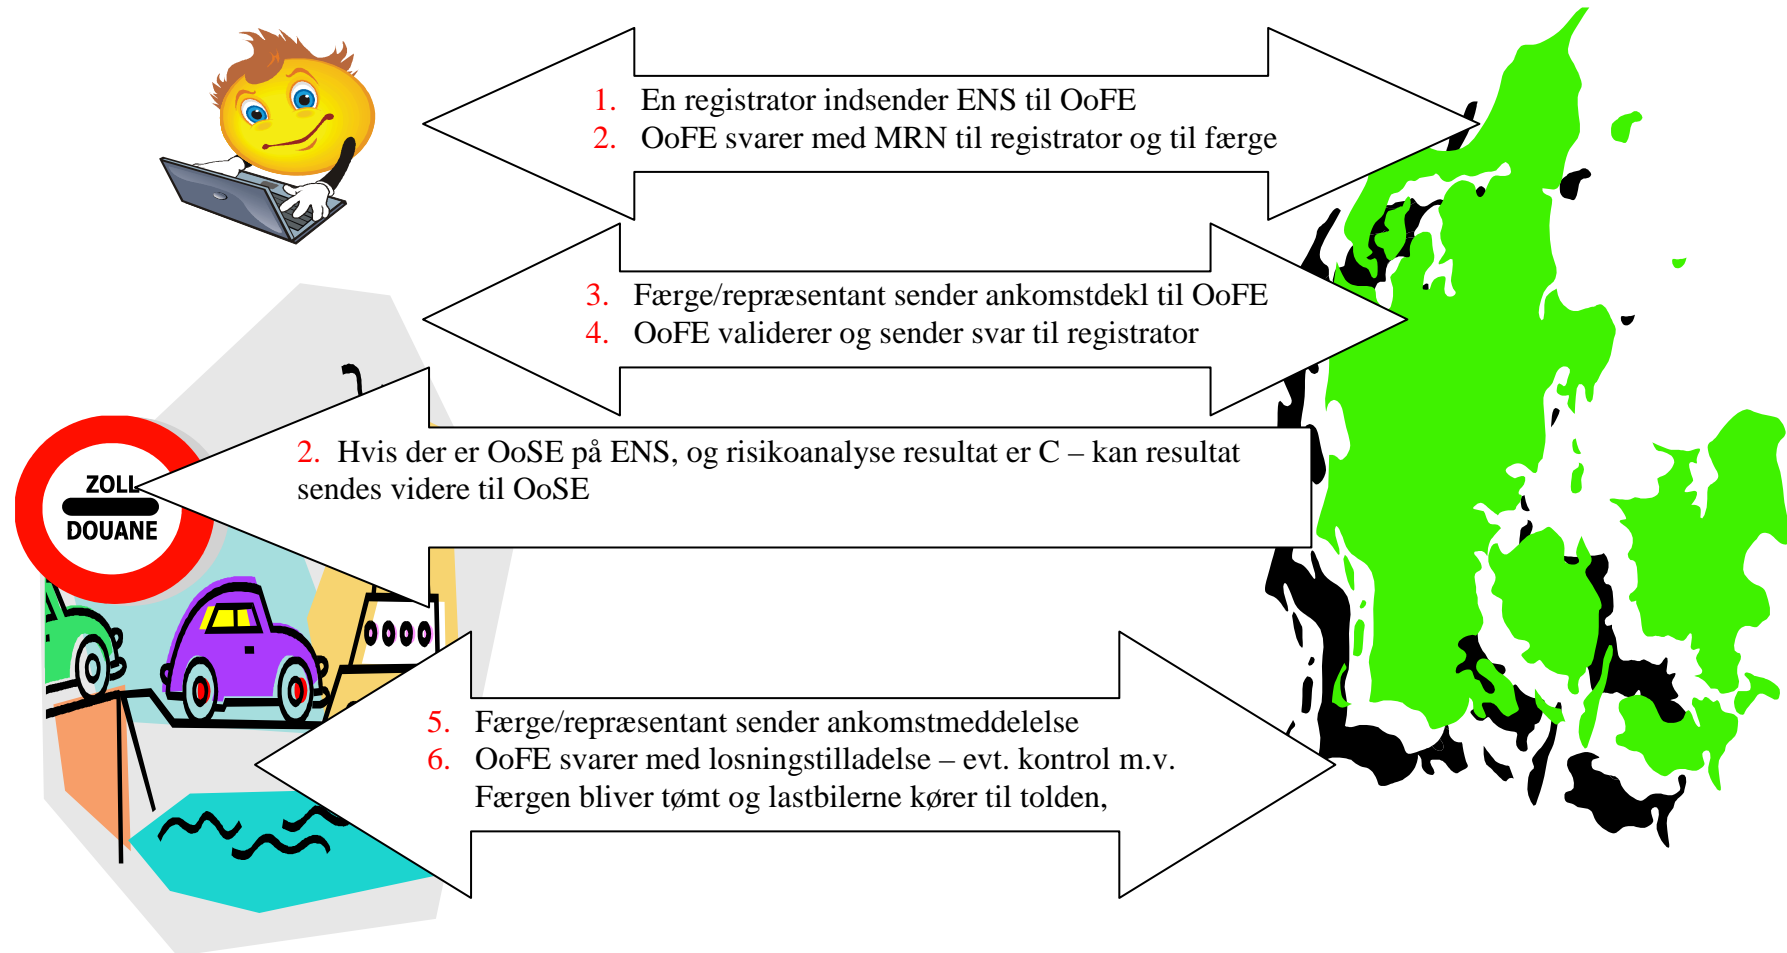 1. En registrator indsender ENS til OoFE
2. OoFE svarer med MRN til registrator og til færge
3. Færge/repræsentant sender ankomstdekl til OoFE
4. OoFE validerer og sender svar til registrator
2. Hvis der er OoSE på ENS, og risikoanalyse resultat er C – kan resultat
sendes videre til OoSE
ZOLL
DOUANE
5. Færge/repræsentant sender ankomstmeddelelse
6. OoFE svarer med losningstilladelse – evt. kontrol m.v.
Færgen bliver tømt og lastbilerne kører til tolden,